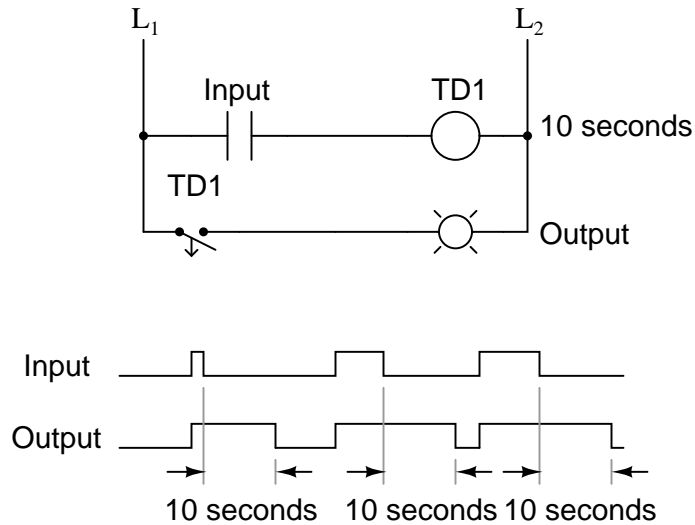 L1 L2
Input TD1
10 seconds
TD1
Output
Input
Output
10 seconds 10 seconds 10 seconds